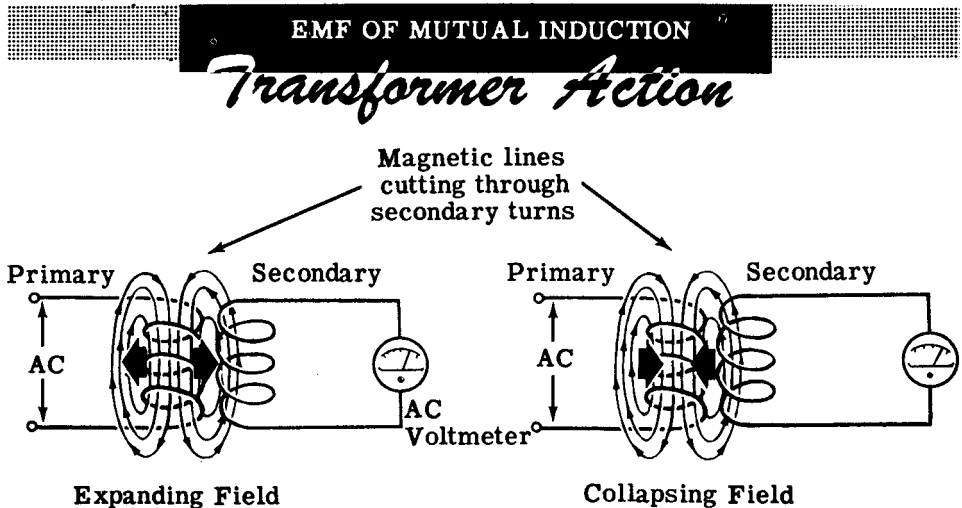 EMF OF MUTUAL INDUCTION
Transformer Action
Magnetic lines
cutting through
secondary turns
Primary
Secondary
AC
AC
Voltmeter
Expanding Field
Primary
Secondary
AC
Collapsing Field